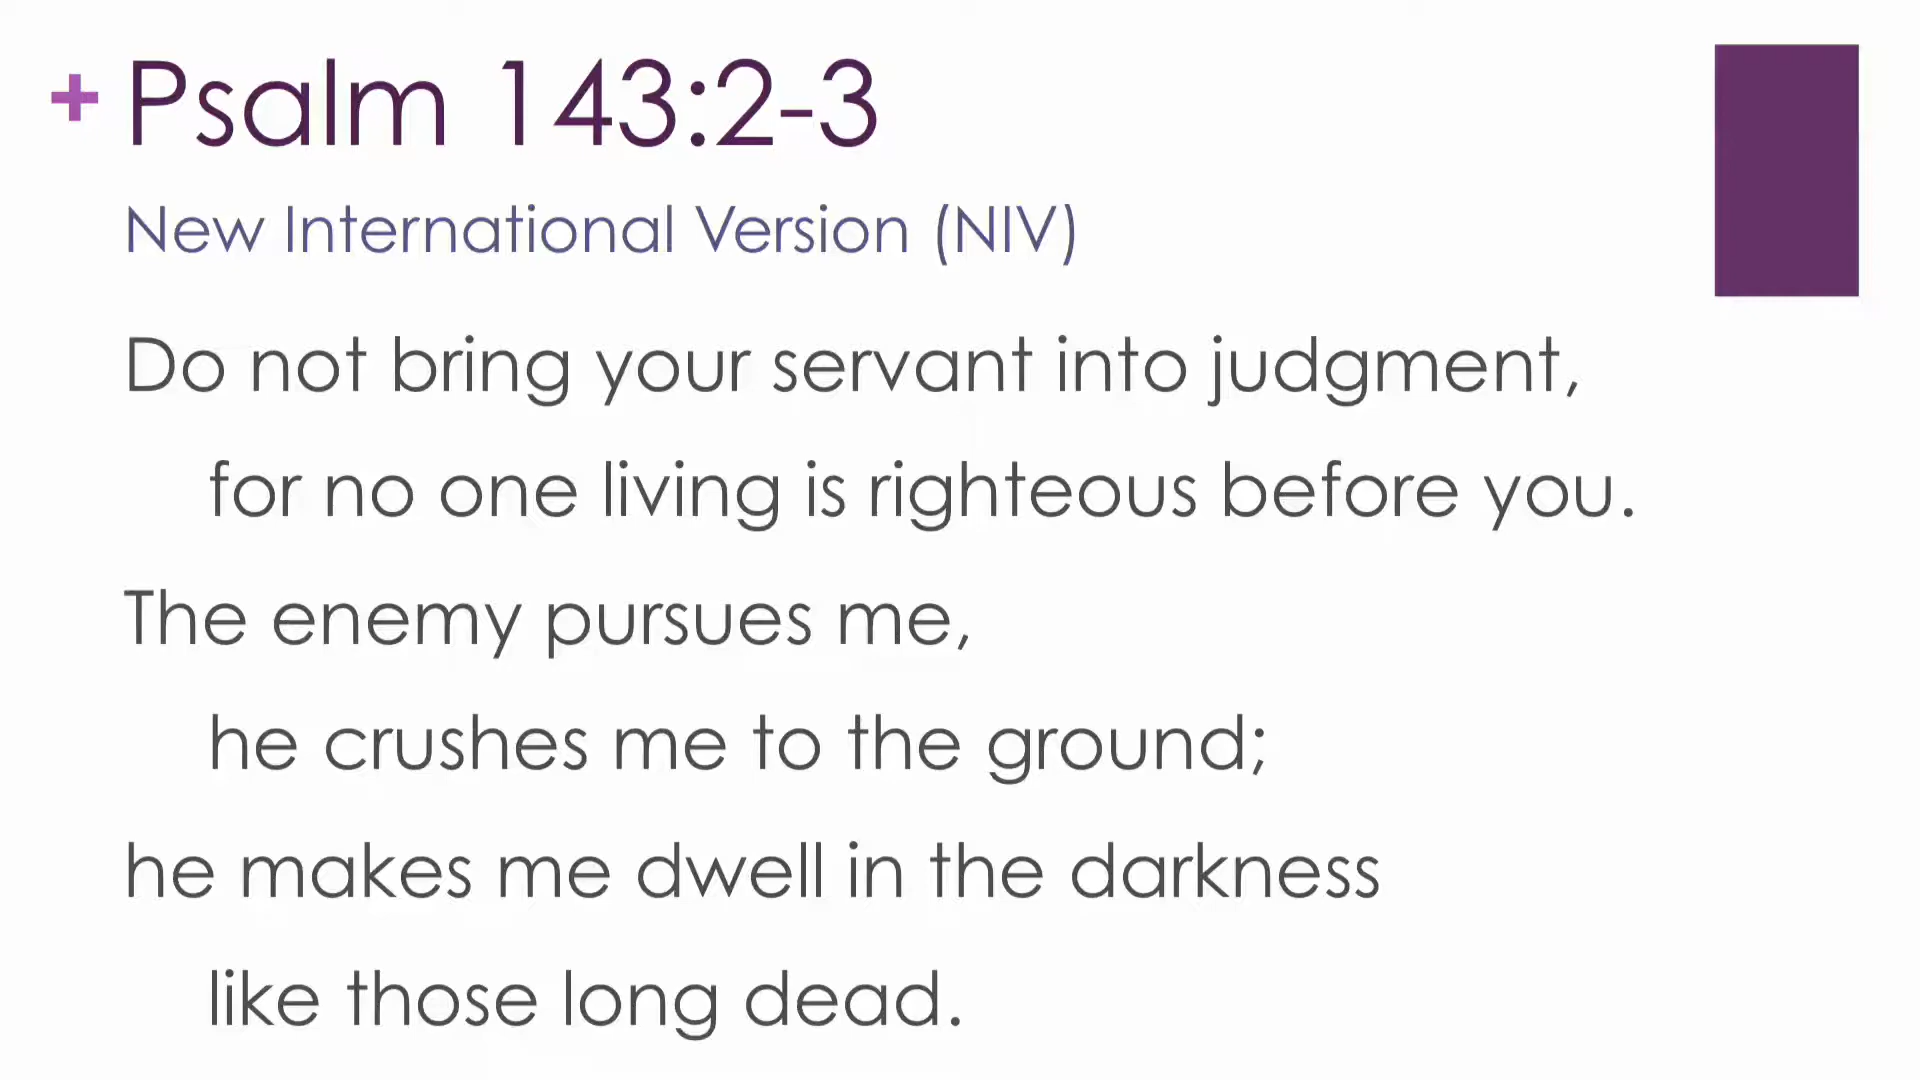 + Psalm 143:2-3
New International Version (NIV)
Do not bring your servant into judgment,
for no one living is righteous before you.
The enemy pursues me,
he crushes me to the ground;
he makes me dwell in the darkness
like those long dead.